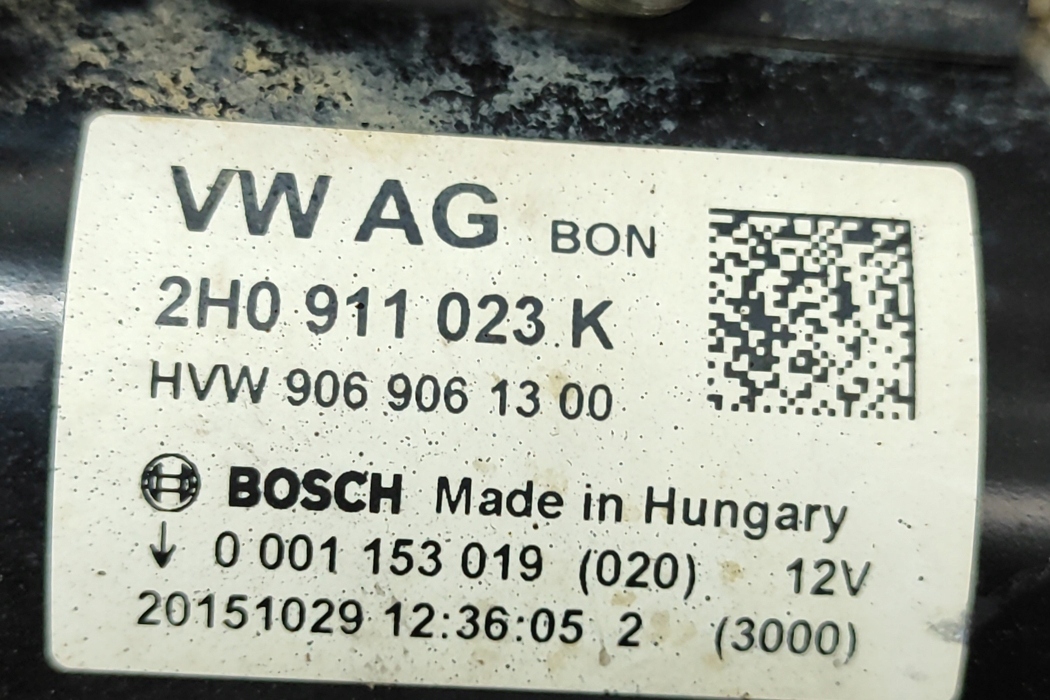 VW AG BON
2H0 911 023 K
HVW 906 906 13 00
BOSCH Made in Hungary
↓ 0 001 153 019 (020) 12V
20151029 12:36:05 2 (3000)